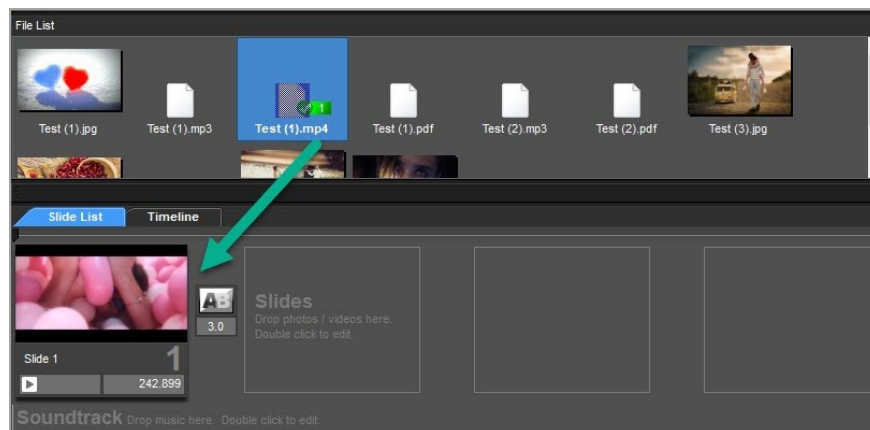 File List
1
Test (1).jpg
Test (1).mp3
Test (1).mp4
Test (1).pdf
Test (2).mp3
Test (2).pdf
Test (3).jpg
Slide List
Timeline
AB
3.0
Slides
Drop photos / videos here.
Double click to edit.
Slide 1
1
242.899
Soundtrack Drop music here. Double click to edit.